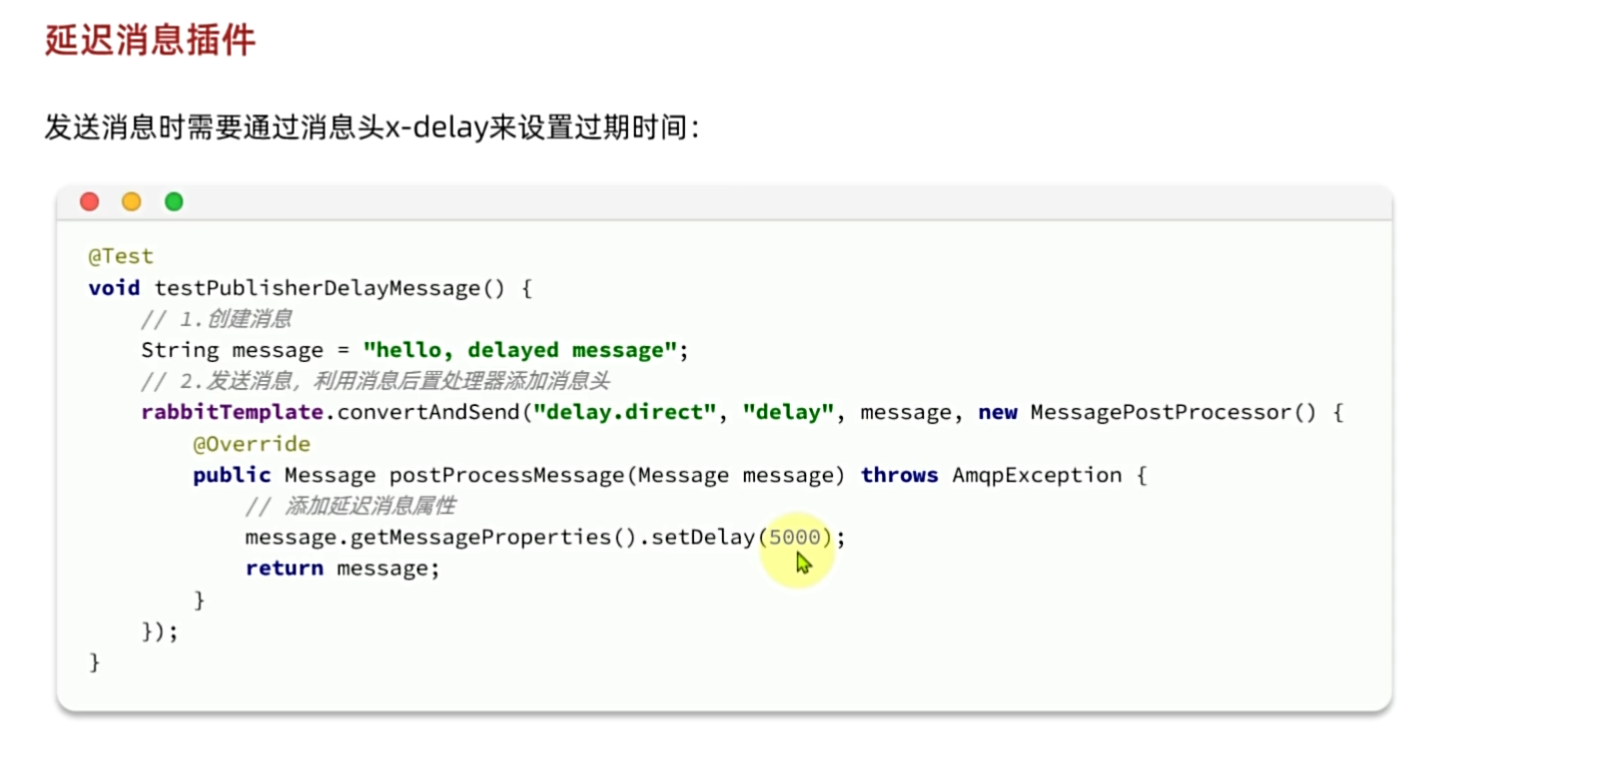 延迟消息插件
发送消息时需要通过消息头x-delay来设置过期时间：
@Test
void testPublisherDelayMessage() {
    // 1.创建消息
    String message = "hello, delayed message";
    // 2.发送消息，利用消息后置处理器添加消息头
    rabbitTemplate.convertAndSend("delay.direct", "delay", message, new MessagePostProcessor() {
        @Override
        public Message postProcessMessage(Message message) throws AmqpException {
            // 添加延迟消息属性
            message.getMessageProperties().setDelay(5000);
            return message;
        }
    });
}